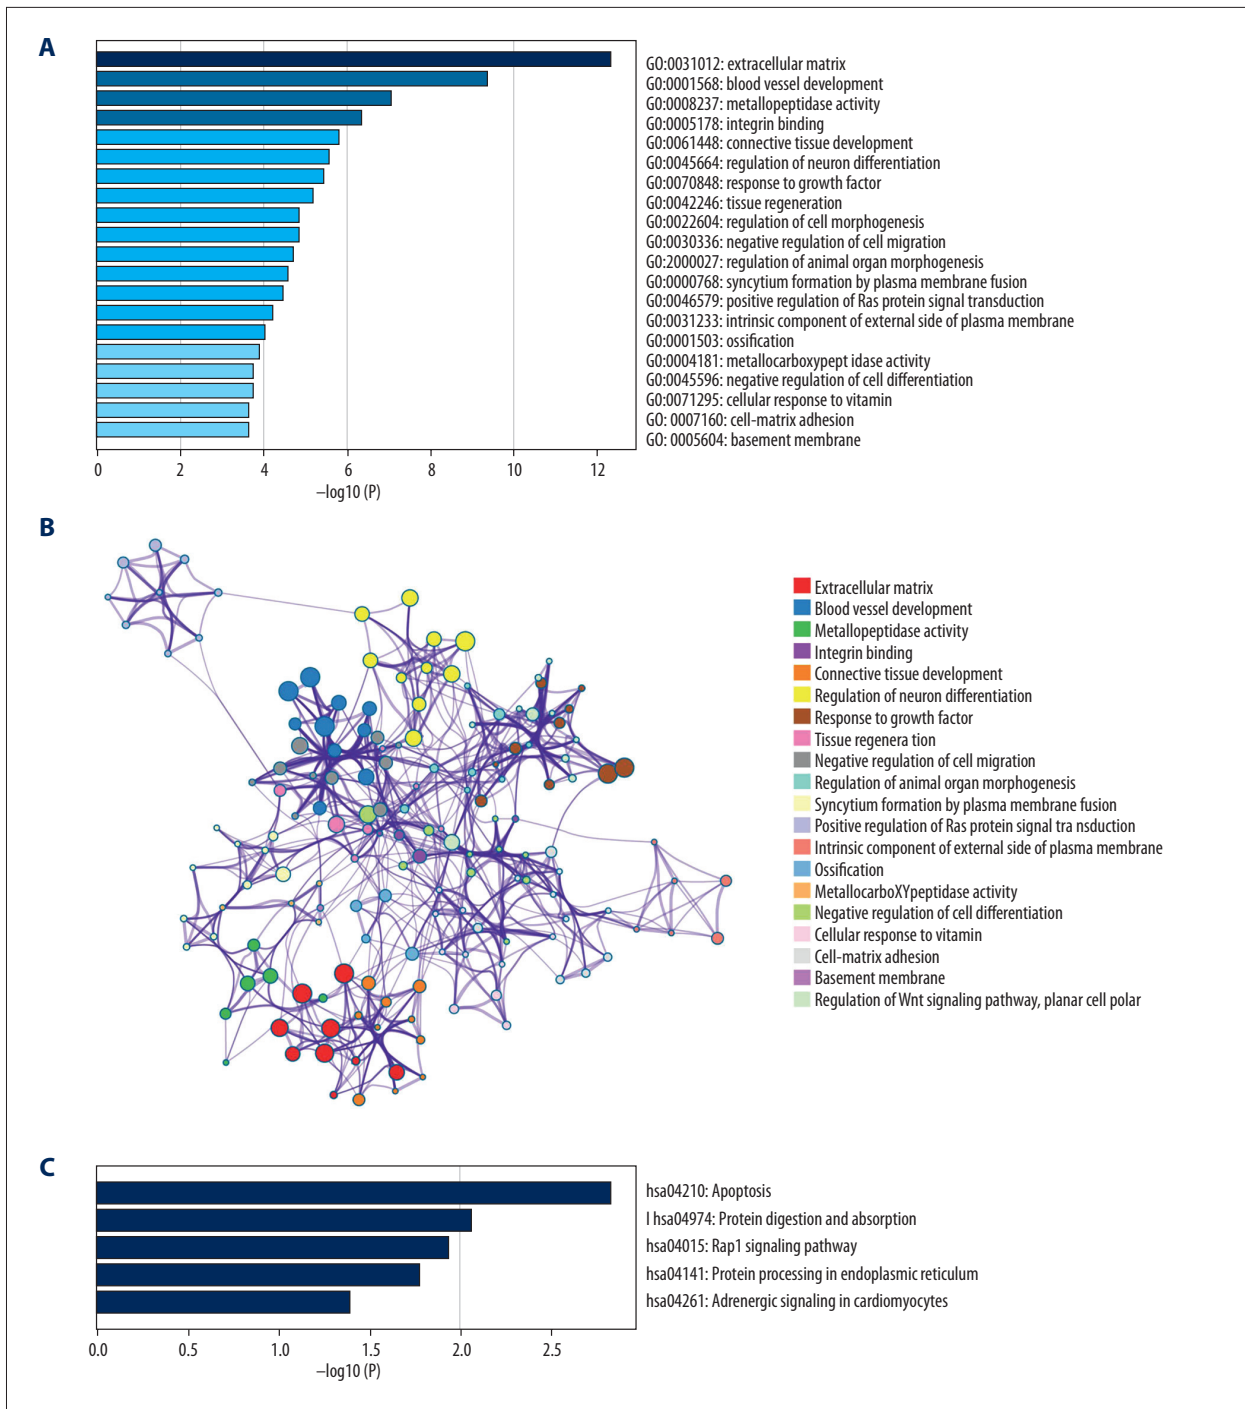 A
GO:0031012: extracellular matrix
GO:0001568: blood vessel development
GO:0008237: metallopeptidase activity
GO:0005178: integrin binding
GO:0061448: connective tissue development
GO:0045664: regulation of neuron differentiation
GO:0070848: response to growth factor
GO:0042246: tissue regeneration
GO:0022604: regulation of cell morphogenesis
GO:0030336: negative regulation of cell migration
GO:2000027: regulation of animal organ morphogenesis
GO:0000768: syncytium formation by plasma membrane fusion
GO:0046579: positive regulation of Ras protein signal transduction
GO:0031233: intrinsic component of external side of plasma membrane
GO:0001503: ossification
GO:0004181: metallocarboxypept idase activity
GO:0045596: negative regulation of cell differentiation
GO:0071295: cellular response to vitamin
GO: 0007160: cell-matrix adhesion
GO: 0005604: basement membrane
0 2 4 6 8 10 12
–log10 (P)
B
Extracellular matrix
Blood vessel development
Metallopeptidase activity
Integrin binding
Connective tissue development
Regulation of neuron differentiation
Response to growth factor
Tissue regenera tion
Negative regulation of cell migration
Regulation of animal organ morphogenesis
Syncytium formation by plasma membrane fusion
Positive regulation of Ras protein signal tra nsduction
Intrinsic component of external side of plasma membrane
Ossification
MetallocarboXYpeptidase activity
Negative regulation of cell differentiation
Cellular response to vitamin
Cell-matrix adhesion
Basement membrane
Regulation of Wnt signaling pathway, planar cell polar
C
hsa04210: Apoptosis
l hsa04974: Protein digestion and absorption
hsa04015: Rap1 signaling pathway
hsa04141: Protein processing in endoplasmic reticulum
hsa04261: Adrenergic signaling in cardiomyocytes
0.0 0.5 1.0 1.5 2.0 2.5
–log10 (P)